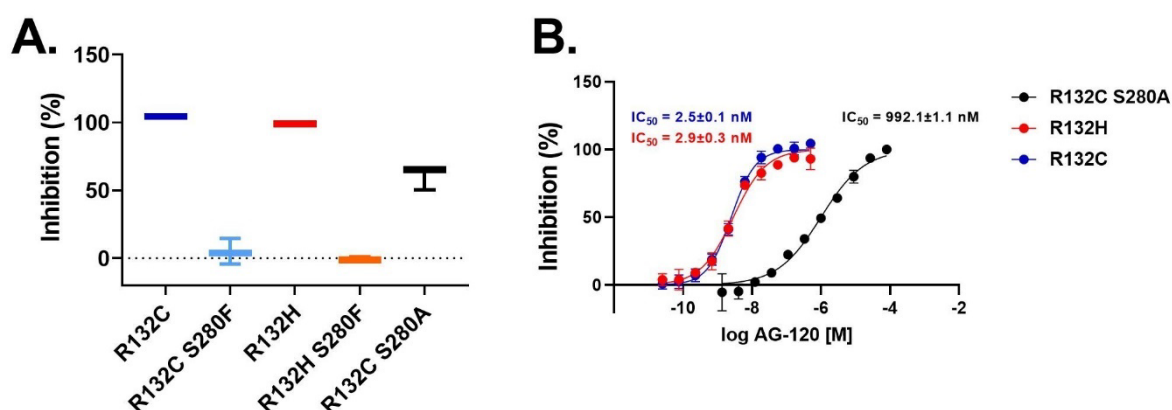 A.
Inhibition (%)
150
100
50
0
R132C
R132C S280F
R132H
R132H S280F
R132C S280A
B.
Inhibition (%)
150
100
50
0
IC50 = 2.5±0.1 nM
IC50 = 2.9±0.3 nM
IC50 = 992.1±1.1 nM
-10
-8
-6
-4
-2
log AG-120 [M]
R132C S280A
R132H
R132C